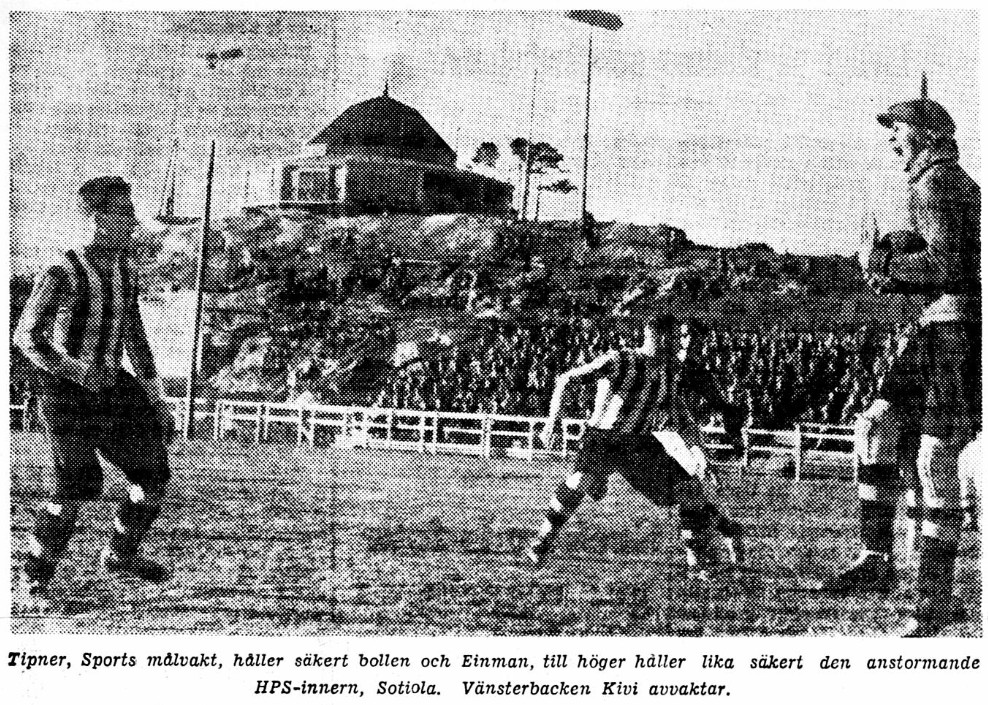 Tipner, Sports målvakt, håller säkert bollen och Einman, till höger håller lika säkert den anstormande
HPS-innern, Sotiola. Vänsterbacken Kivi avvaktar.